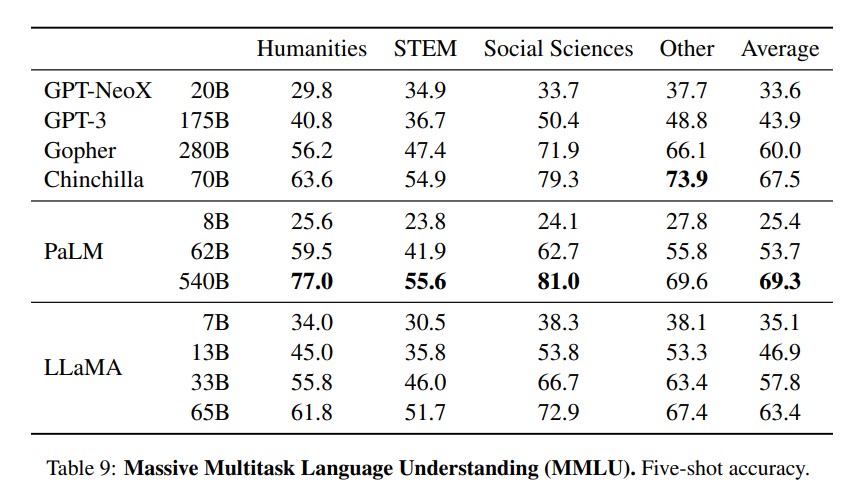 Humanities STEM Social Sciences Other Average
GPT-NeoX 20B 29.8 34.9 33.7 37.7 33.6
GPT-3 175B 40.8 36.7 50.4 48.8 43.9
Gopher 280B 56.2 47.4 71.9 66.1 60.0
Chinchilla 70B 63.6 54.9 79.3 73.9 67.5
8B 25.6 23.8 24.1 27.8 25.4
PaLM 62B 59.5 41.9 62.7 55.8 53.7
540B 77.0 55.6 81.0 69.6 69.3
7B 34.0 30.5 38.3 38.1 35.1
LLaMA 13B 45.0 35.8 53.8 53.3 46.9
33B 55.8 46.0 66.7 63.4 57.8
65B 61.8 51.7 72.9 67.4 63.4
Table 9: Massive Multitask Language Understanding (MMLU). Five-shot accuracy.